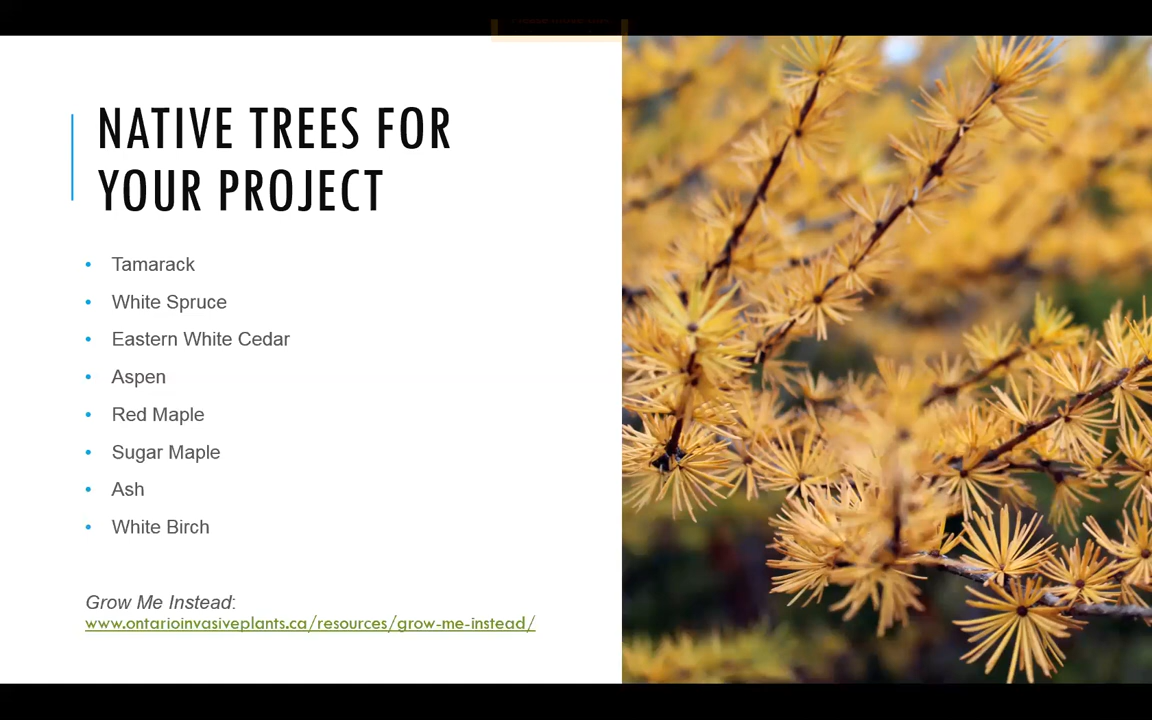 NATIVE TREES FOR
YOUR PROJECT
• Tamarack
• White Spruce
• Eastern White Cedar
• Aspen
• Red Maple
• Sugar Maple
• Ash
• White Birch
Grow Me Instead:
www.ontarioinvasiveplants.ca/resources/grow-me-instead/